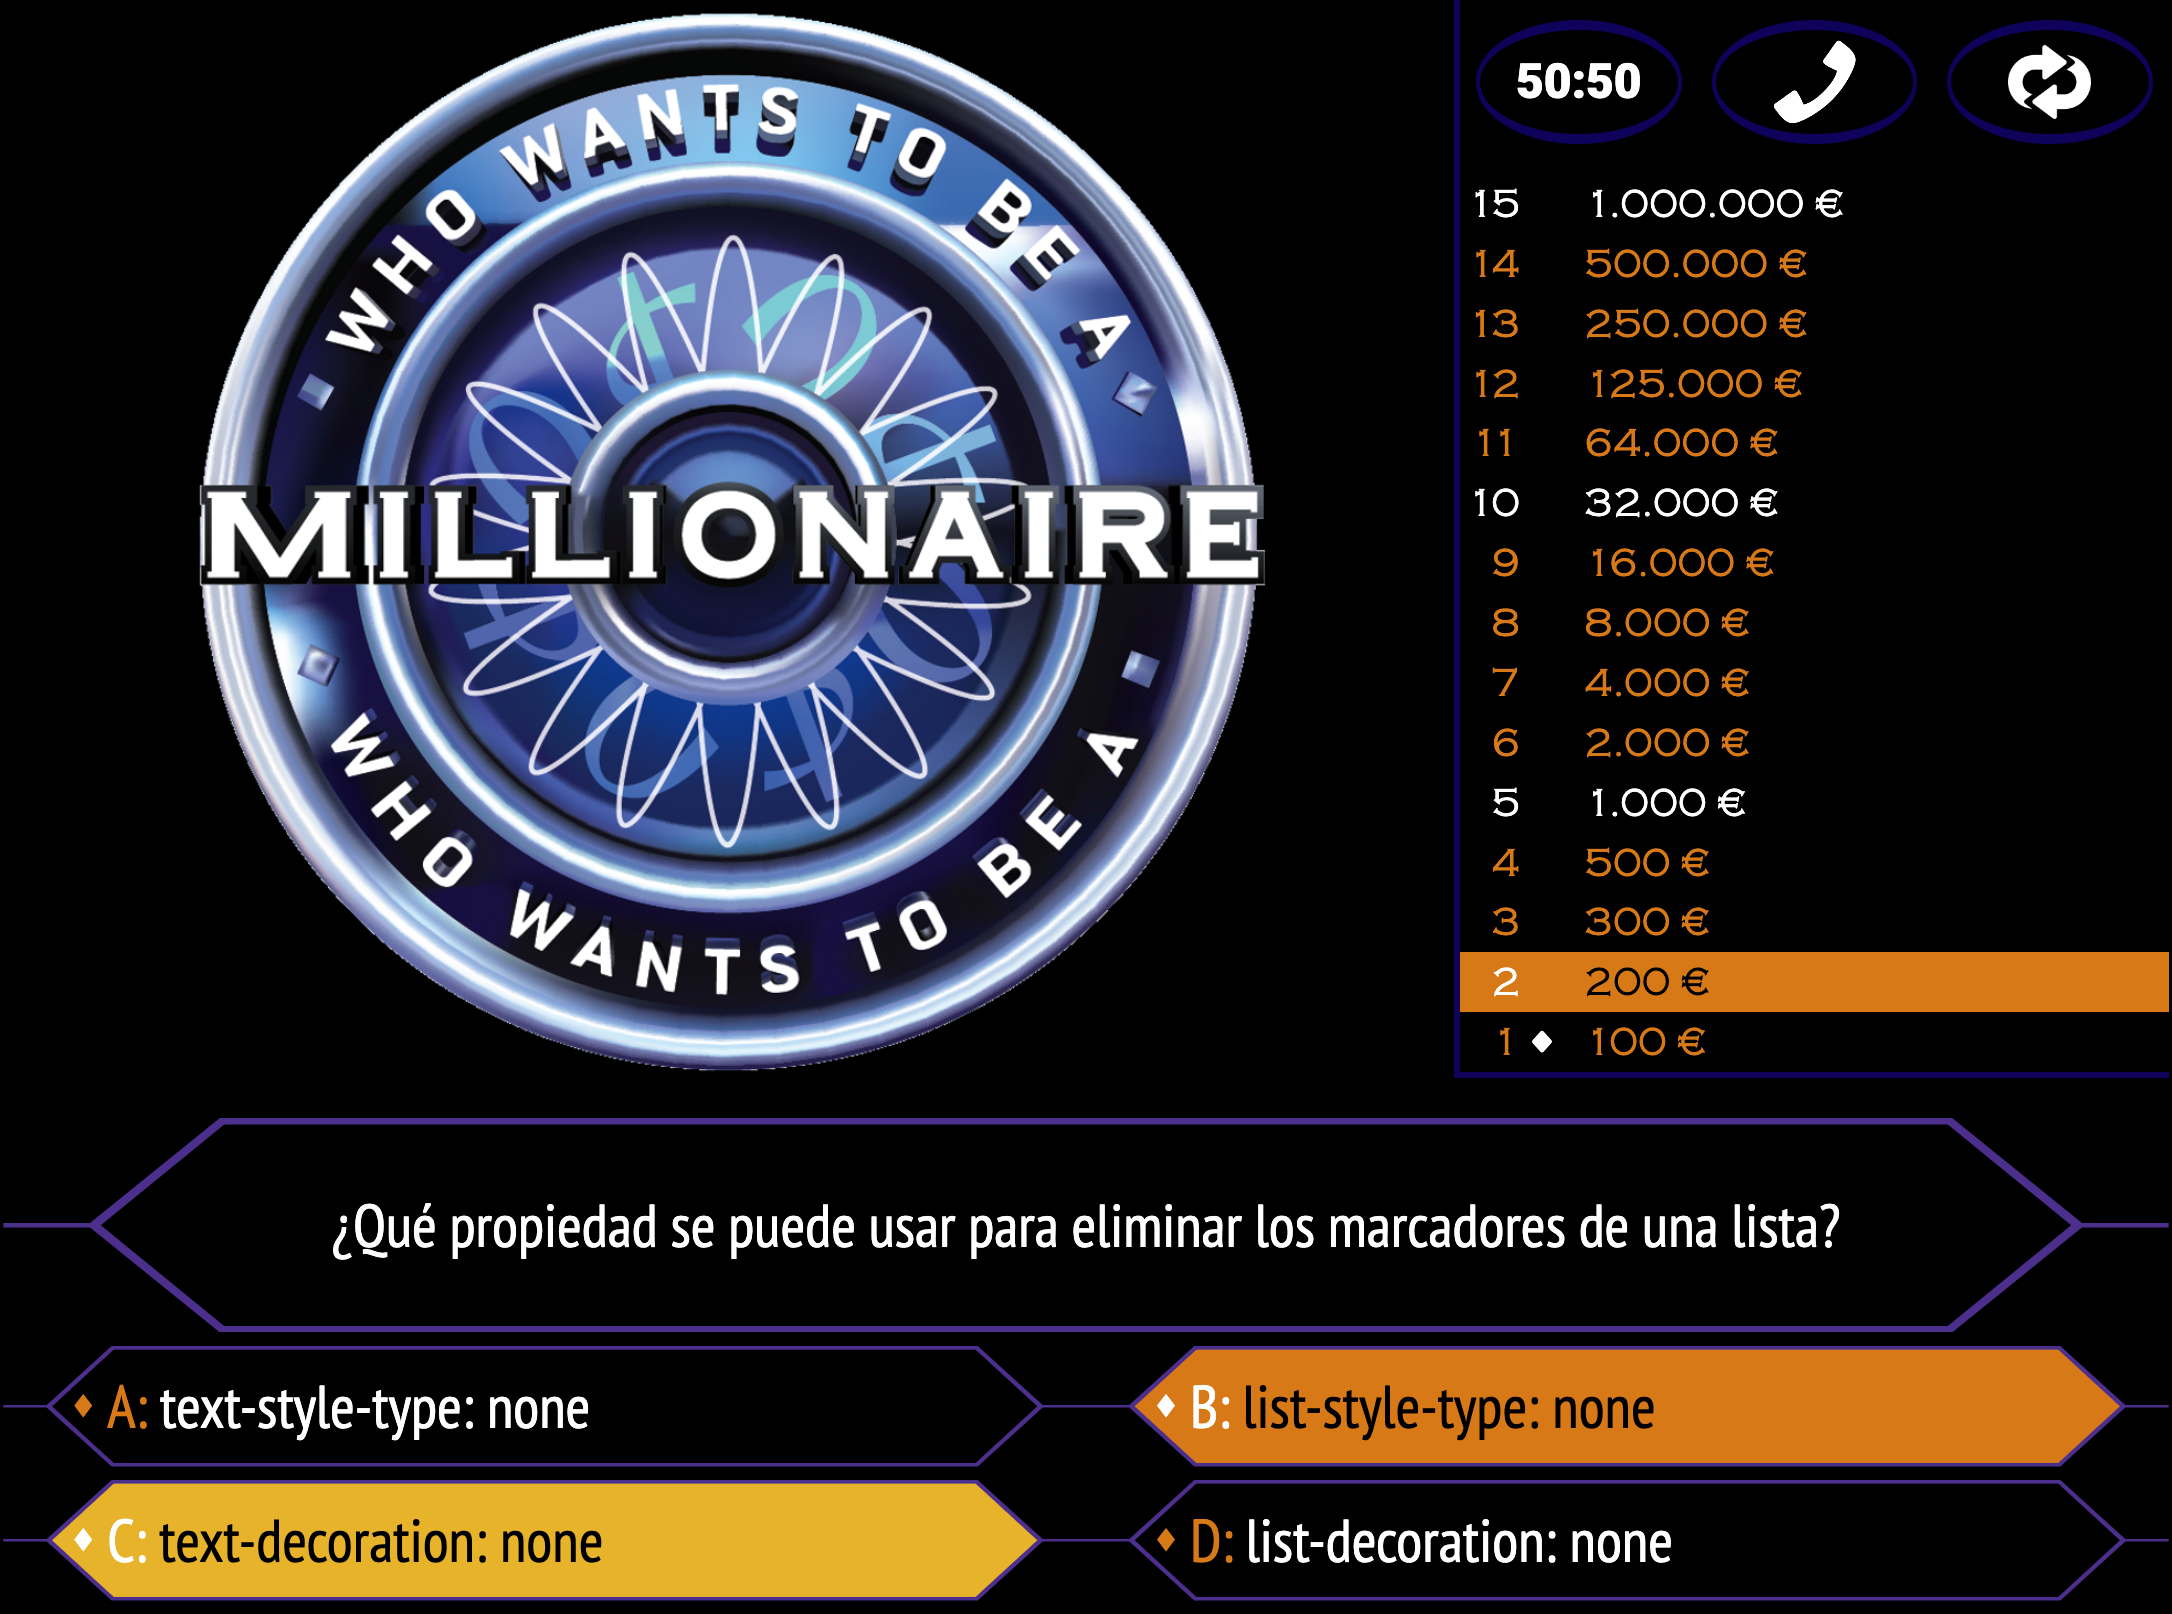 WHO WANTS TO BE A
MILLIONAIRE
WHO WANTS TO BE A
50:50
15 1.000.000 €
14 500.000 €
13 250.000 €
12 125.000 €
11 64.000 €
10 32.000 €
9 16.000 €
8 8.000 €
7 4.000 €
6 2.000 €
5 1.000 €
4 500 €
3 300 €
2 200 €
1 ♦ 100 €
¿Qué propiedad se puede usar para eliminar los marcadores de una lista?
♦ A: text-style-type: none
♦ B: list-style-type: none
♦ C: text-decoration: none
♦ D: list-decoration: none